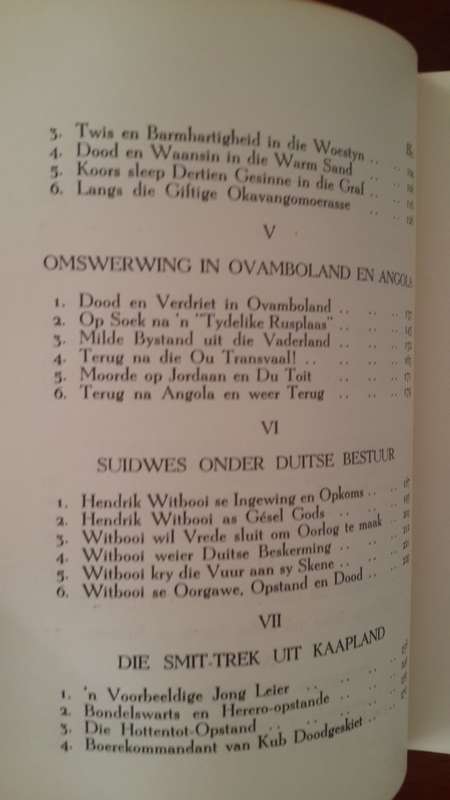 3. Twis en Barmhartigheid in die Woestyn .. ..
4. Dood en Waansin in die Warm Sand .. ..
5. Koors sleep Dertien Gesinne in die Graf .. ..
6. Langs die Giftige Okavangomoerasse .. ..
V
OMSWERWING IN OVAMBOLAND EN ANGOLA
1. Dood en Verdriet in Ovamboland .. .. ..
2. Op Soek na 'n "Tydelike Rusplaas" .. .. ..
3. Milde Bystand uit die Vaderland .. .. ..
4. Terug na die Ou Transvaal! .. .. .. ..
5. Moorde op Jordaan en Du Toit .. .. ..
6. Terug na Angola en weer Terug .. .. ..
VI
SUIDWES ONDER DUITSE BESTUUR
1. Hendrik Witbooi se Ingewing en Opkoms .. ..
2. Hendrik Witbooi as Gésel Gods .. .. ..
3. Witbooi wil Vrede sluit om Oorlog te maak ..
4. Witbooi weier Duitse Beskerming .. .. ..
5. Witbooi kry die Vuur aan sy Skene .. .. ..
6. Witbooi se Oorgawe, Opstand en Dood .. ..
VII
DIE SMIT-TREK UIT KAAPLAND
1. 'n Voorbeeldige Jong Leier .. .. .. ..
2. Bondelswarts en Herero-opstande .. .. ..
3. Die Hottentot-Opstand .. .. .. ..
4. Boerekommandant van Kub Doodgeskiet .. ..